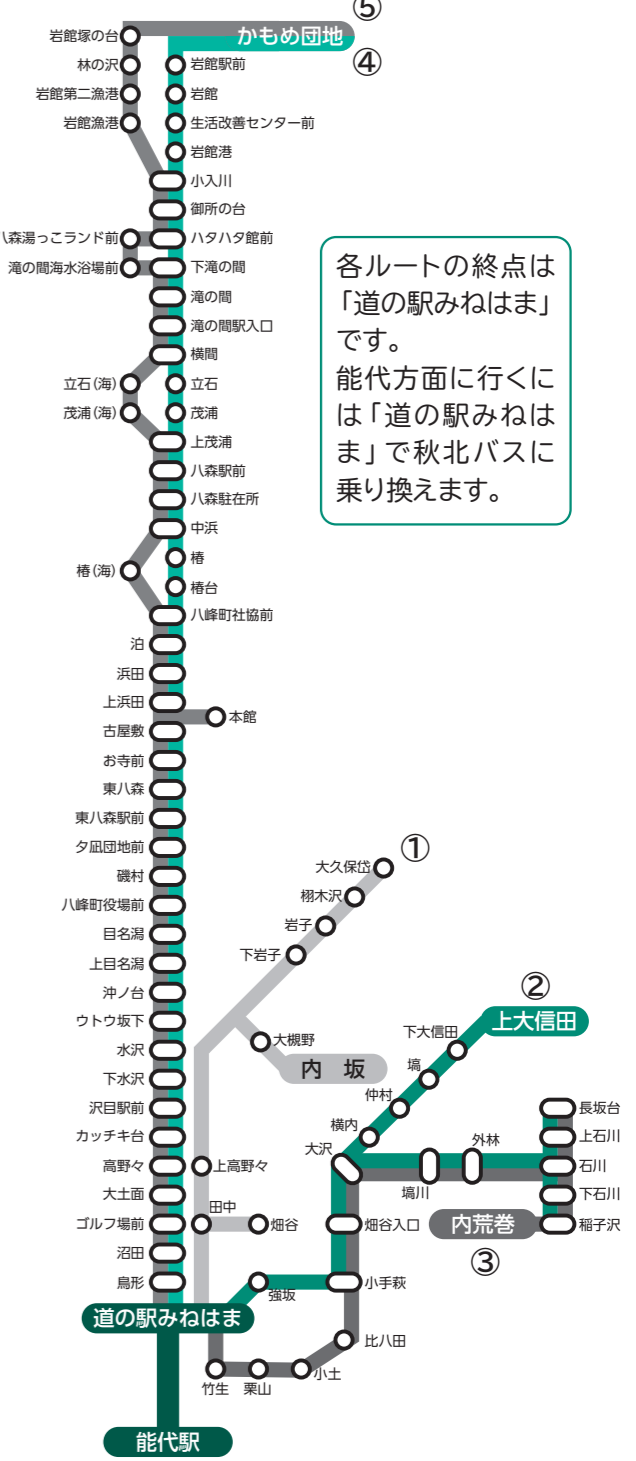 ⑤
かもめ団地
④
岩館塚の台
林の沢
岩館第二漁港
岩館漁港
岩館駅前
岩館
生活改善センター前
岩館港
小入川
御所の台
八森湯っこランド前
ハタハタ館前
滝の間海水浴場前
下滝の間
滝の間
滝の間駅入口
横間
立石(海)
立石
茂浦(海)
茂浦
上茂浦
八森駅前
八森駐在所
中浜
椿
椿(海)
椿台
八峰町社協前
泊
浜田
上浜田
本館
古屋敷
お寺前
東八森
東八森駅前
夕凪団地前
磯村
八峰町役場前
目名潟
上目名潟
沖ノ台
ウトウ坂下
水沢
下水沢
沢目駅前
カッチキ台
高野々
大土面
ゴルフ場前
沼田
鳥形
道の駅みねはま
能代駅
各ルートの終点は
「道の駅みねはま」
です。
能代方面に行くに
は「道の駅みねは
ま」で秋北バスに
乗り換えます。
①
大久保岱
栩木沢
岩子
下岩子
大槻野
内 坂
上高野々
田中
畑谷
②
上大信田
下大信田
塙
仲村
横内
大沢
塙川
外林
長坂台
上石川
石川
下石川
稲子沢
内荒巻
③
畑谷入口
小手萩
強坂
比八田
小土
栗山
竹生